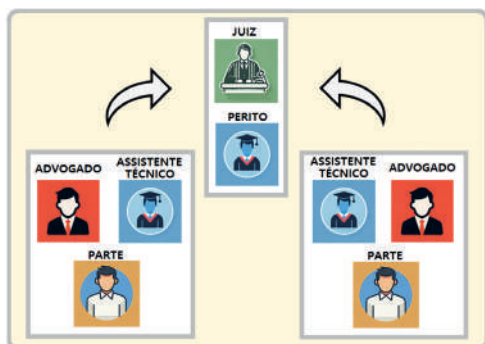 JUIZ
PERITO
ADVOGADO
ASSISTENTE
TÉCNICO
PARTE
ASSISTENTE
TÉCNICO
ADVOGADO
PARTE